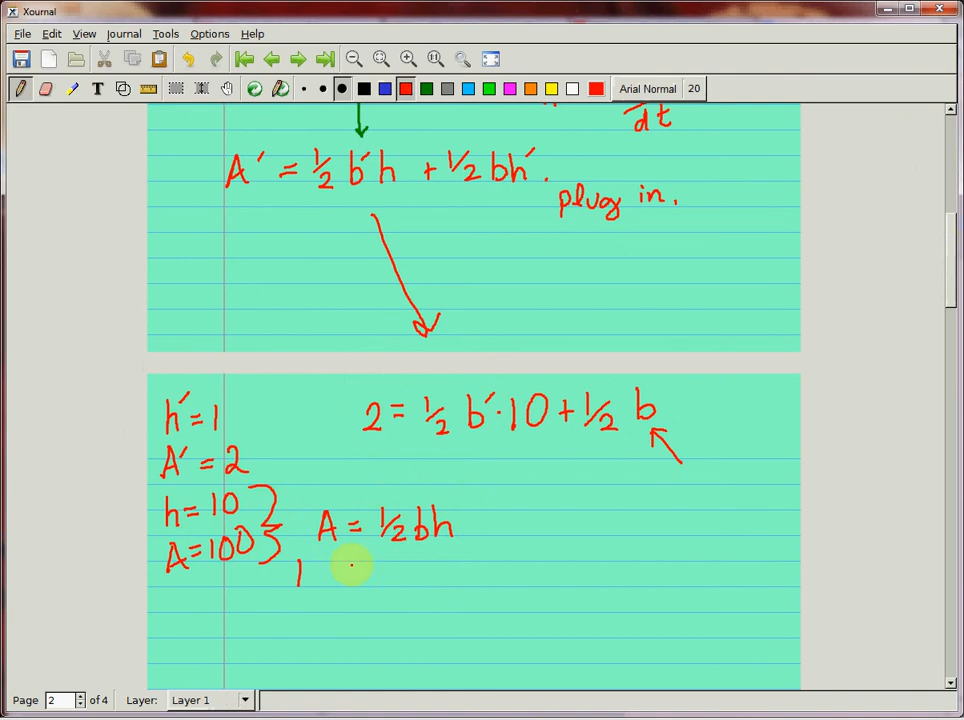 Xournal
File Edit View Journal Tools Options Help
Arial Normal 20
dt
A′ = 1/2 b′h + 1/2 bh′.
plug in.
h′=1
2= 1/2 b′·10+1/2 b
A′ = 2
h=10
A = 1/2 bh
A=100
1
Page 2 of 4 Layer: Layer 1